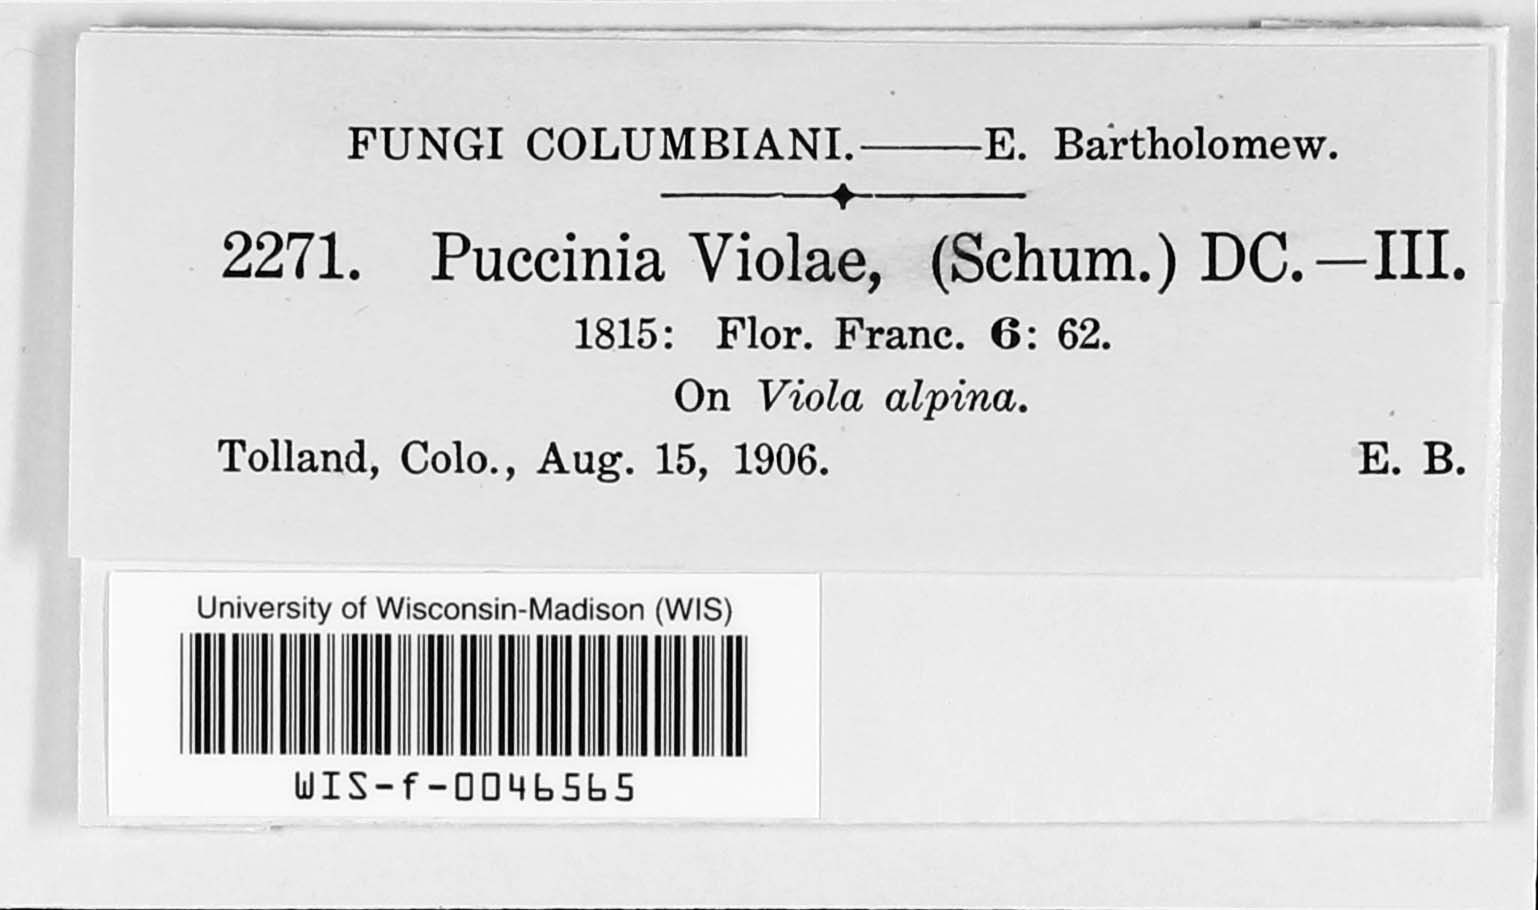 FUNGI COLUMBIANI.——E. Bartholomew.
2271. Puccinia Violae, (Schum.) DC.—III.
1815: Flor. Franc. 6: 62.
On Viola alpina.
Tolland, Colo., Aug. 15, 1906. E. B.
University of Wisconsin-Madison (WIS)
WIS-f-0046565